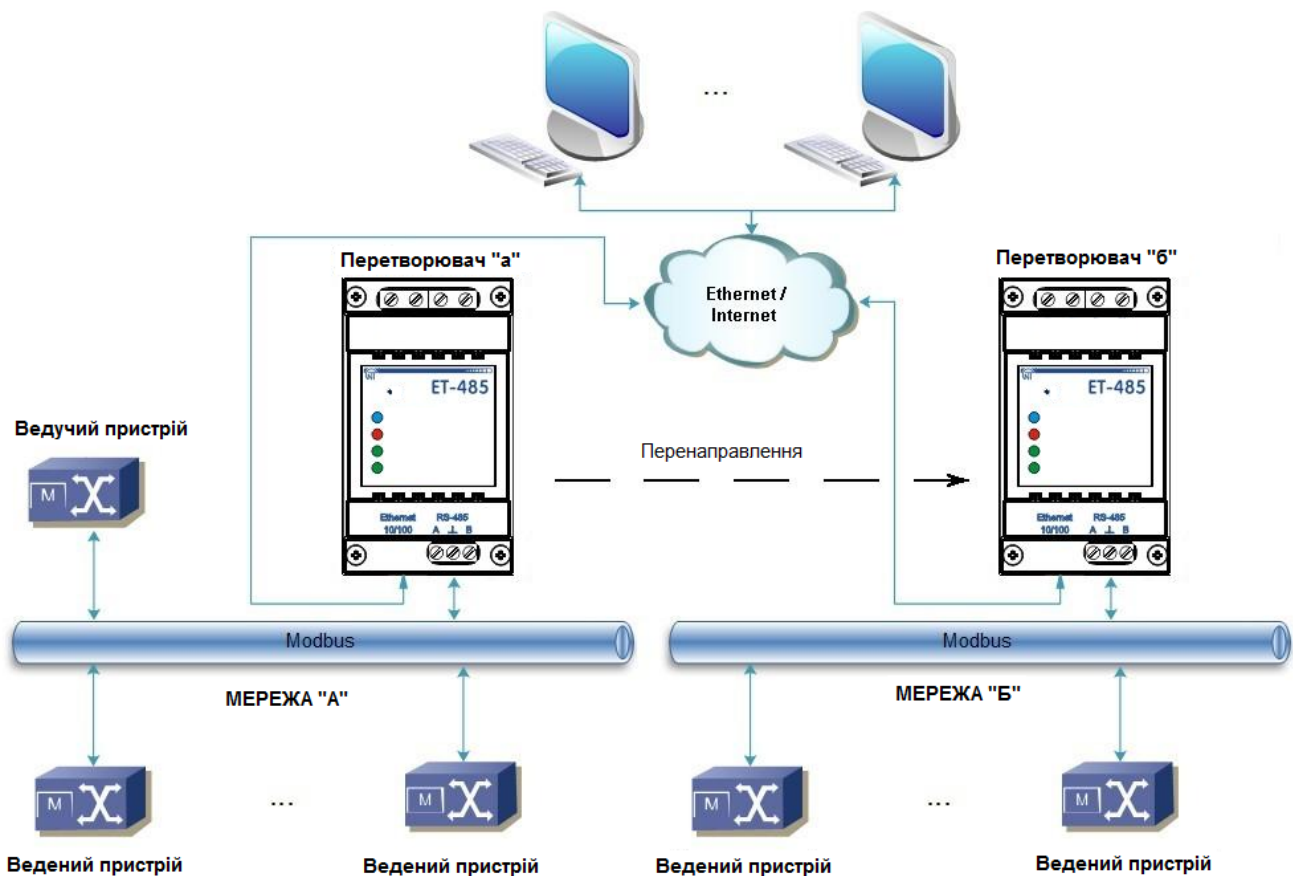 ...
Перетворювач "а"
Перетворювач "б"
Ethernet /
Internet
ET-485
ET-485
Ведучий пристрій
M
Перенаправлення
Ethernet
10/100
RS-485
A ⊥ B
Ethernet
10/100
RS-485
A ⊥ B
Modbus
Modbus
МЕРЕЖА "А"
МЕРЕЖА "Б"
M
...
M
M
...
M
Ведений пристрій
Ведений пристрій
Ведений пристрій
Ведений пристрій